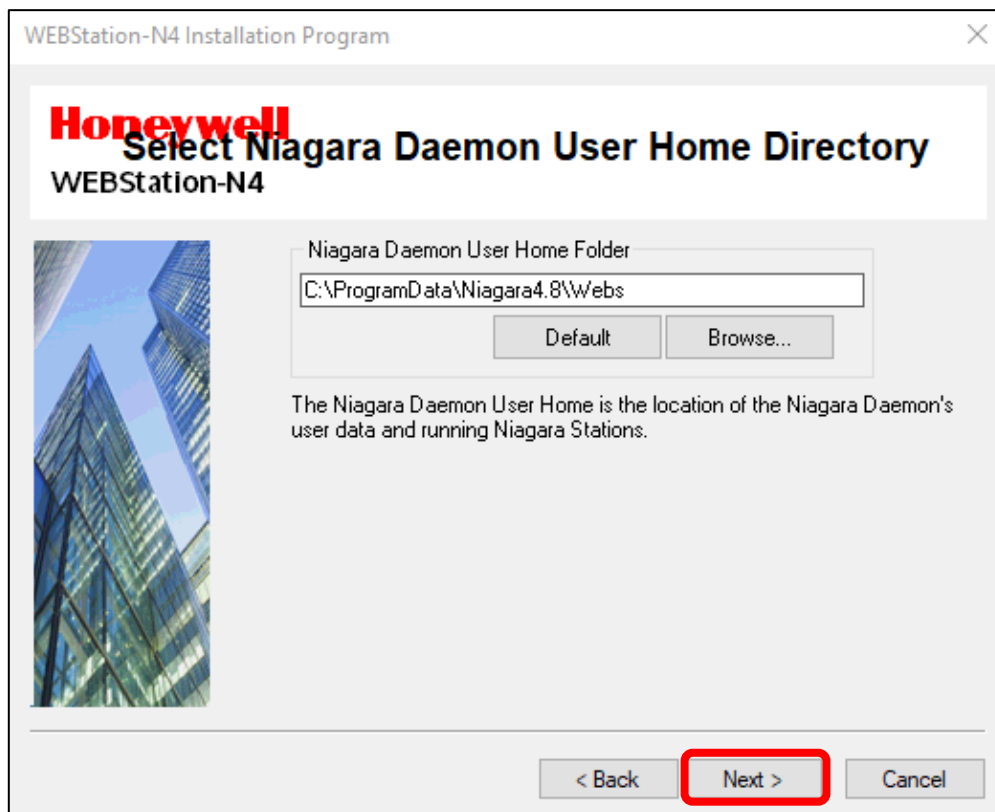 WEBStation-N4 Installation Program
Honeywell
Select Niagara Daemon User Home Directory
WEBStation-N4
Niagara Daemon User Home Folder
C:\ProgramData\Niagara4.8\Webs
Default
Browse...
The Niagara Daemon User Home is the location of the Niagara Daemon's
user data and running Niagara Stations.
< Back
Next >
Cancel